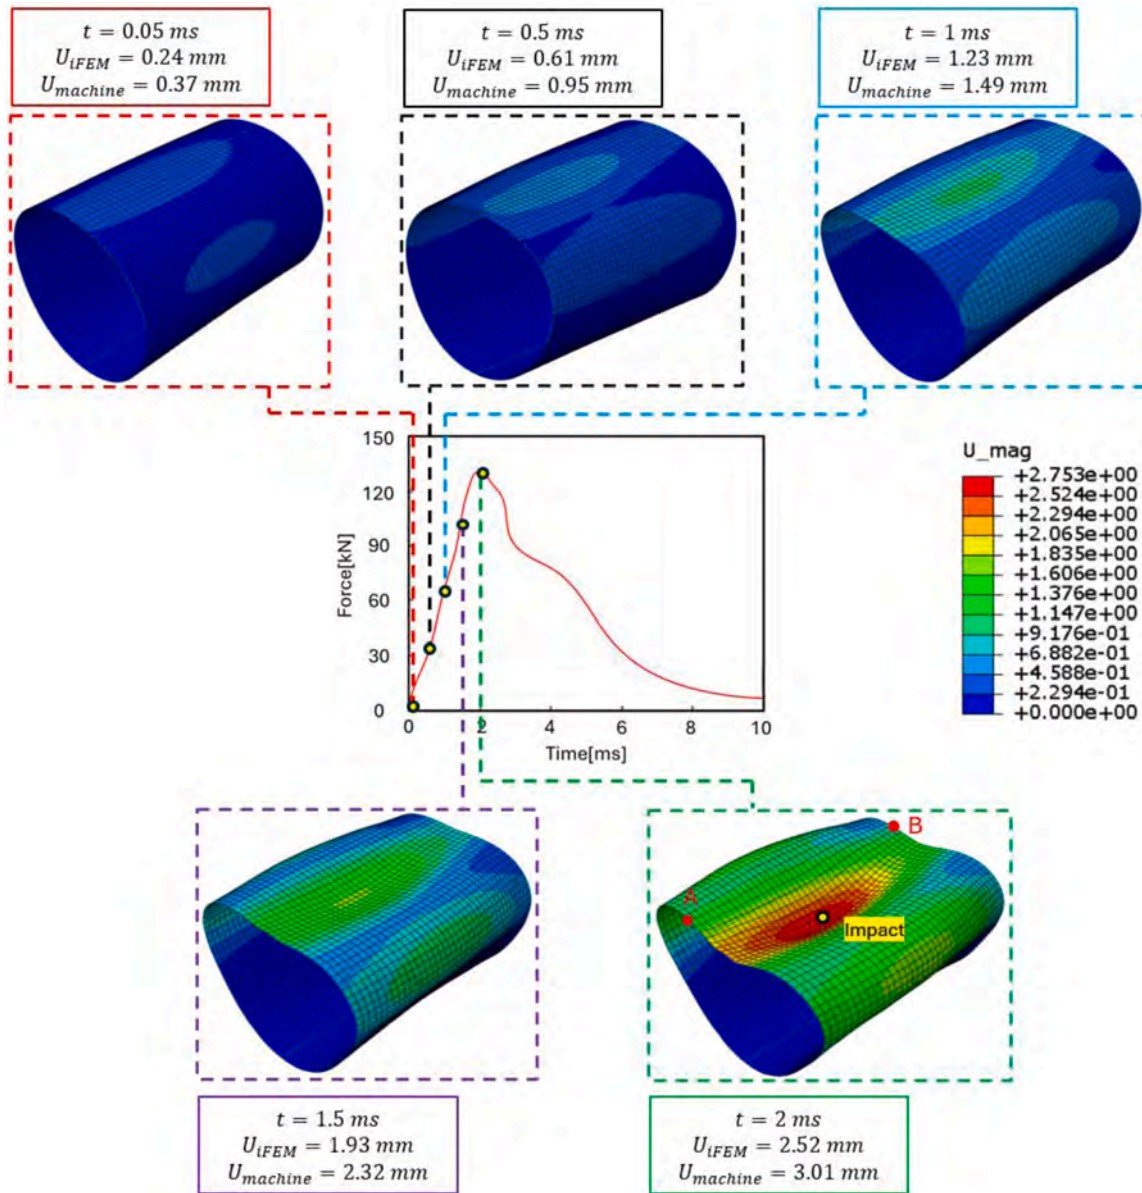 t = 0.05 ms
U_iFEM = 0.24 mm
U_machine = 0.37 mm
t = 0.5 ms
U_iFEM = 0.61 mm
U_machine = 0.95 mm
t = 1 ms
U_iFEM = 1.23 mm
U_machine = 1.49 mm
150
120
90
60
30
0
Force[kN]
0
2
4
6
8
10
Time[ms]
U_mag
+2.753e+00
+2.524e+00
+2.294e+00
+2.065e+00
+1.835e+00
+1.606e+00
+1.376e+00
+1.147e+00
+9.176e-01
+6.882e-01
+4.588e-01
+2.294e-01
+0.000e+00
B
A
Impact
t = 1.5 ms
U_iFEM = 1.93 mm
U_machine = 2.32 mm
t = 2 ms
U_iFEM = 2.52 mm
U_machine = 3.01 mm